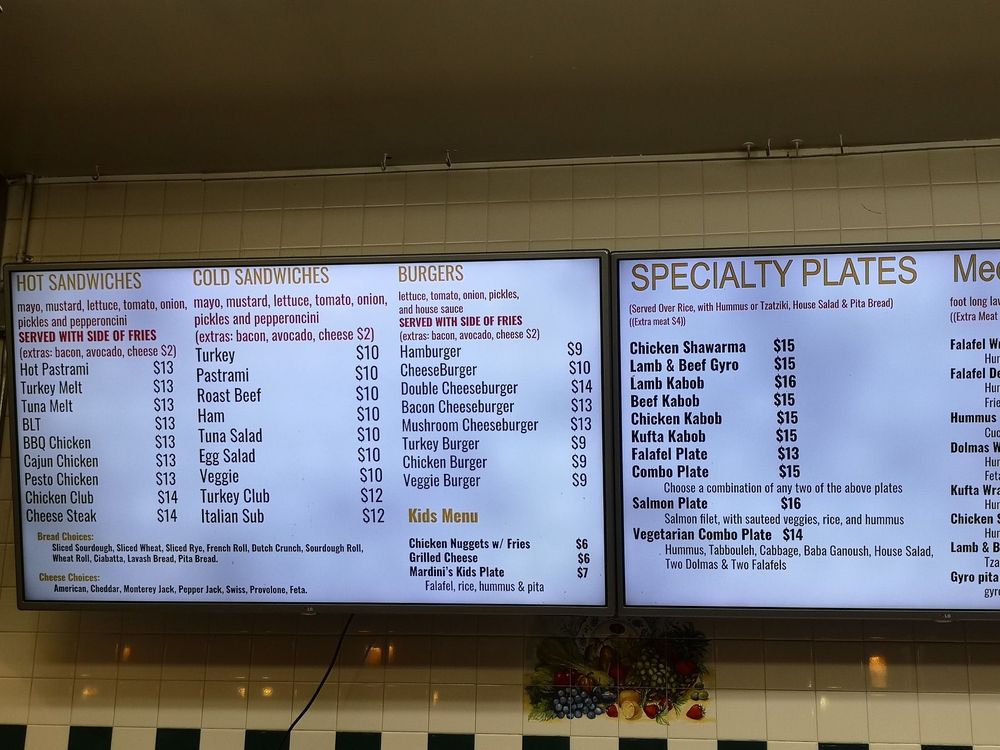 HOT SANDWICHES
mayo, mustard, lettuce, tomato, onion,
pickles and pepperoncini
SERVED WITH SIDE OF FRIES
(extras: bacon, avocado, cheese $2)
Hot Pastrami $13
Turkey Melt $13
Tuna Melt $13
BLT $13
BBQ Chicken $13
Cajun Chicken $13
Pesto Chicken $13
Chicken Club $14
Cheese Steak $14
COLD SANDWICHES
mayo, mustard, lettuce, tomato, onion,
pickles and pepperoncini
(extras: bacon, avocado, cheese $2)
Turkey $10
Pastrami $10
Roast Beef $10
Ham $10
Tuna Salad $10
Egg Salad $10
Veggie $10
Turkey Club $12
Italian Sub $12
Bread Choices:
Sliced Sourdough, Sliced Wheat, Sliced Rye, French Roll, Dutch Crunch, Sourdough Roll,
Wheat Roll, Ciabatta, Lavash Bread, Pita Bread.
Cheese Choices:
American, Cheddar, Monterey Jack, Pepper Jack, Swiss, Provolone, Feta.
BURGERS
lettuce, tomato, onion, pickles,
and house sauce
SERVED WITH SIDE OF FRIES
(extras: bacon, avocado, cheese $2)
Hamburger $9
CheeseBurger $10
Double Cheeseburger $14
Bacon Cheeseburger $13
Mushroom Cheeseburger $13
Turkey Burger $9
Chicken Burger $9
Veggie Burger $9
Kids Menu
Chicken Nuggets w/ Fries $6
Grilled Cheese $6
Mardini's Kids Plate $7
Falafel, rice, hummus & pita
LG
SPECIALTY PLATES
(Served Over Rice, with Hummus or Tzatziki, House Salad & Pita Bread)
((Extra meat $4))
Chicken Shawarma $15
Lamb & Beef Gyro $15
Lamb Kabob $16
Beef Kabob $15
Chicken Kabob $15
Kufta Kabob $15
Falafel Plate $13
Combo Plate $15
Choose a combination of any two of the above plates
Salmon Plate $16
Salmon filet, with sauteed veggies, rice, and hummus
Vegetarian Combo Plate $14
Hummus, Tabbouleh, Cabbage, Baba Ganoush, House Salad,
Two Dolmas & Two Falafels
foot long
((Extra Meat
Falafel
Falafel
Hummus
Dolmas
Kufta
Chicken
Lamb &
Gyro pita
LG